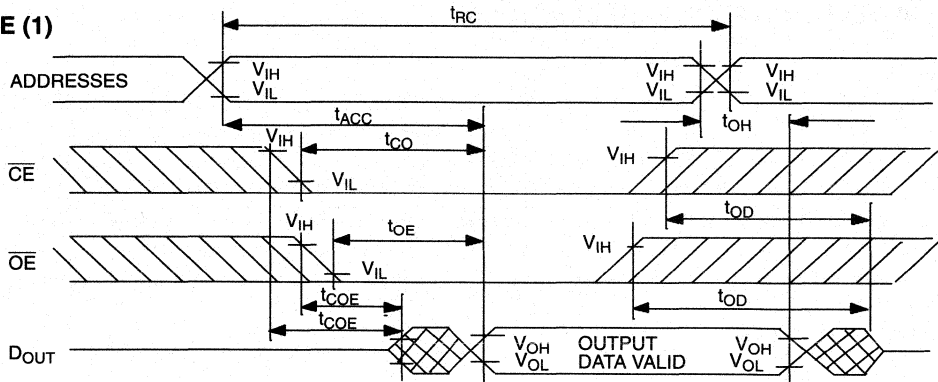 E (1)
tRC
ADDRESSES
VIH
VIL
VIH
VIL
VIH
VIL
tACC
tOH
CE
VIH
tCO
VIL
VIH
tOD
OE
VIH
tOE
VIL
VIH
tOD
tCOE
tCOE
DOUT
VOH
VOL
OUTPUT
DATA VALID
VOH
VOL